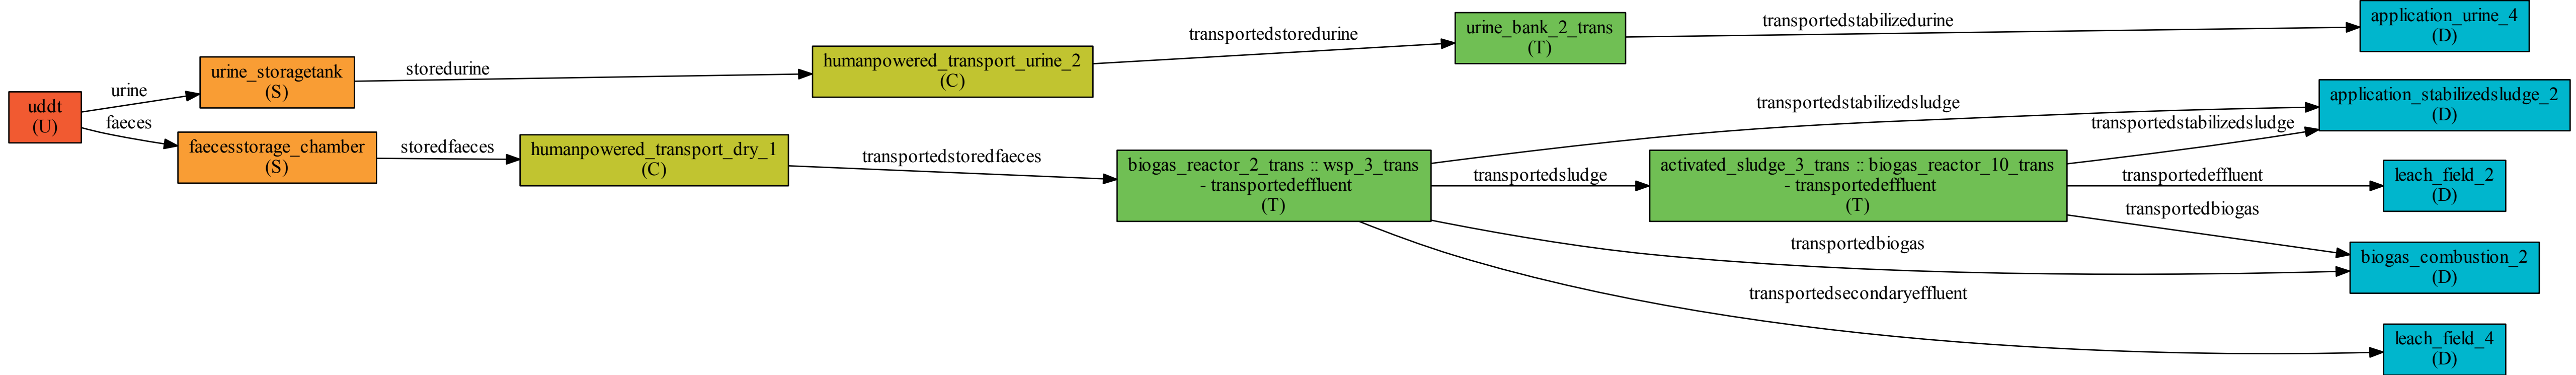 uddt
(U)
urine
faeces
urine_storagetank
(S)
faecesstorage_chamber
(S)
storedurine
storedfaeces
humanpowered_transport_urine_2
(C)
humanpowered_transport_dry_1
(C)
transportedstoredurine
transportedstoredfaeces
urine_bank_2_trans
(T)
biogas_reactor_2_trans :: wsp_3_trans
- transportedeffluent
(T)
transportedstabilizedurine
transportedstabilizedsludge
transportedsludge
activated_sludge_3_trans :: biogas_reactor_10_trans
- transportedeffluent
(T)
transportedstabilizedsludge
transportedeffluent
transportedbiogas
transportedbiogas
transportedsecondaryeffluent
application_urine_4
(D)
application_stabilizedsludge_2
(D)
leach_field_2
(D)
biogas_combustion_2
(D)
leach_field_4
(D)